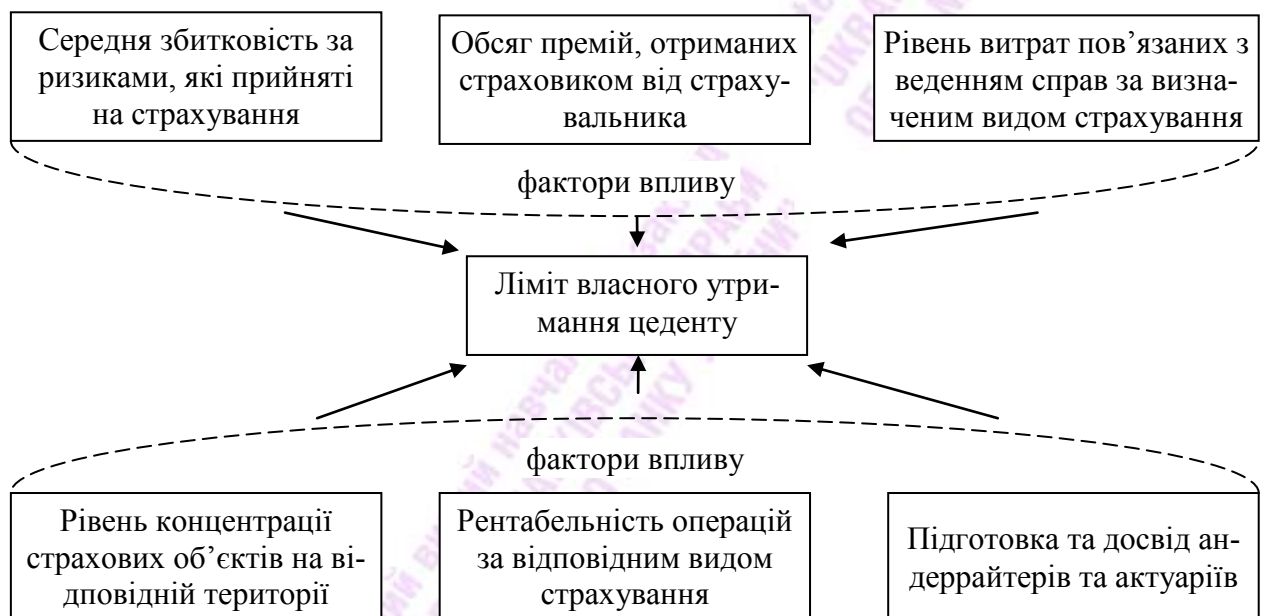 Середня збитковість за
ризиками, які прийняті
на страхування
Обсяг премій, отриманих
страховиком від страху-
вальника
Рівень витрат пов’язаних з
веденням справ за визна-
ченим видом страхування
фактори впливу
Ліміт власного утри-
мання цеденту
фактори впливу
Рівень концентрації
страхових об’єктів на ві-
дповідній території
Рентабельність операцій
за відповідним видом
страхування
Підготовка та досвід ан-
деррайтерів та актуаріїв